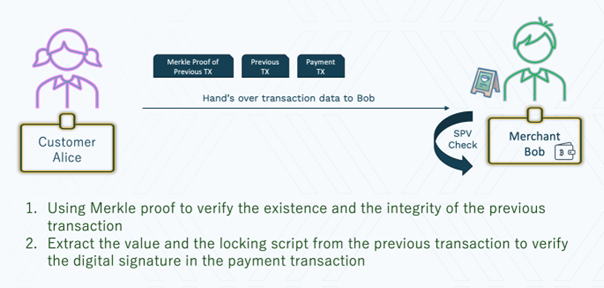 Merkle Proof of
Previous TX
Previous
TX
Payment
TX
Hand's over transaction data to Bob
Customer
Alice
SPV
Check
Merchant
Bob
1. Using Merkle proof to verify the existence and the integrity of the previous
transaction
2. Extract the value and the locking script from the previous transaction to verify
the digital signature in the payment transaction